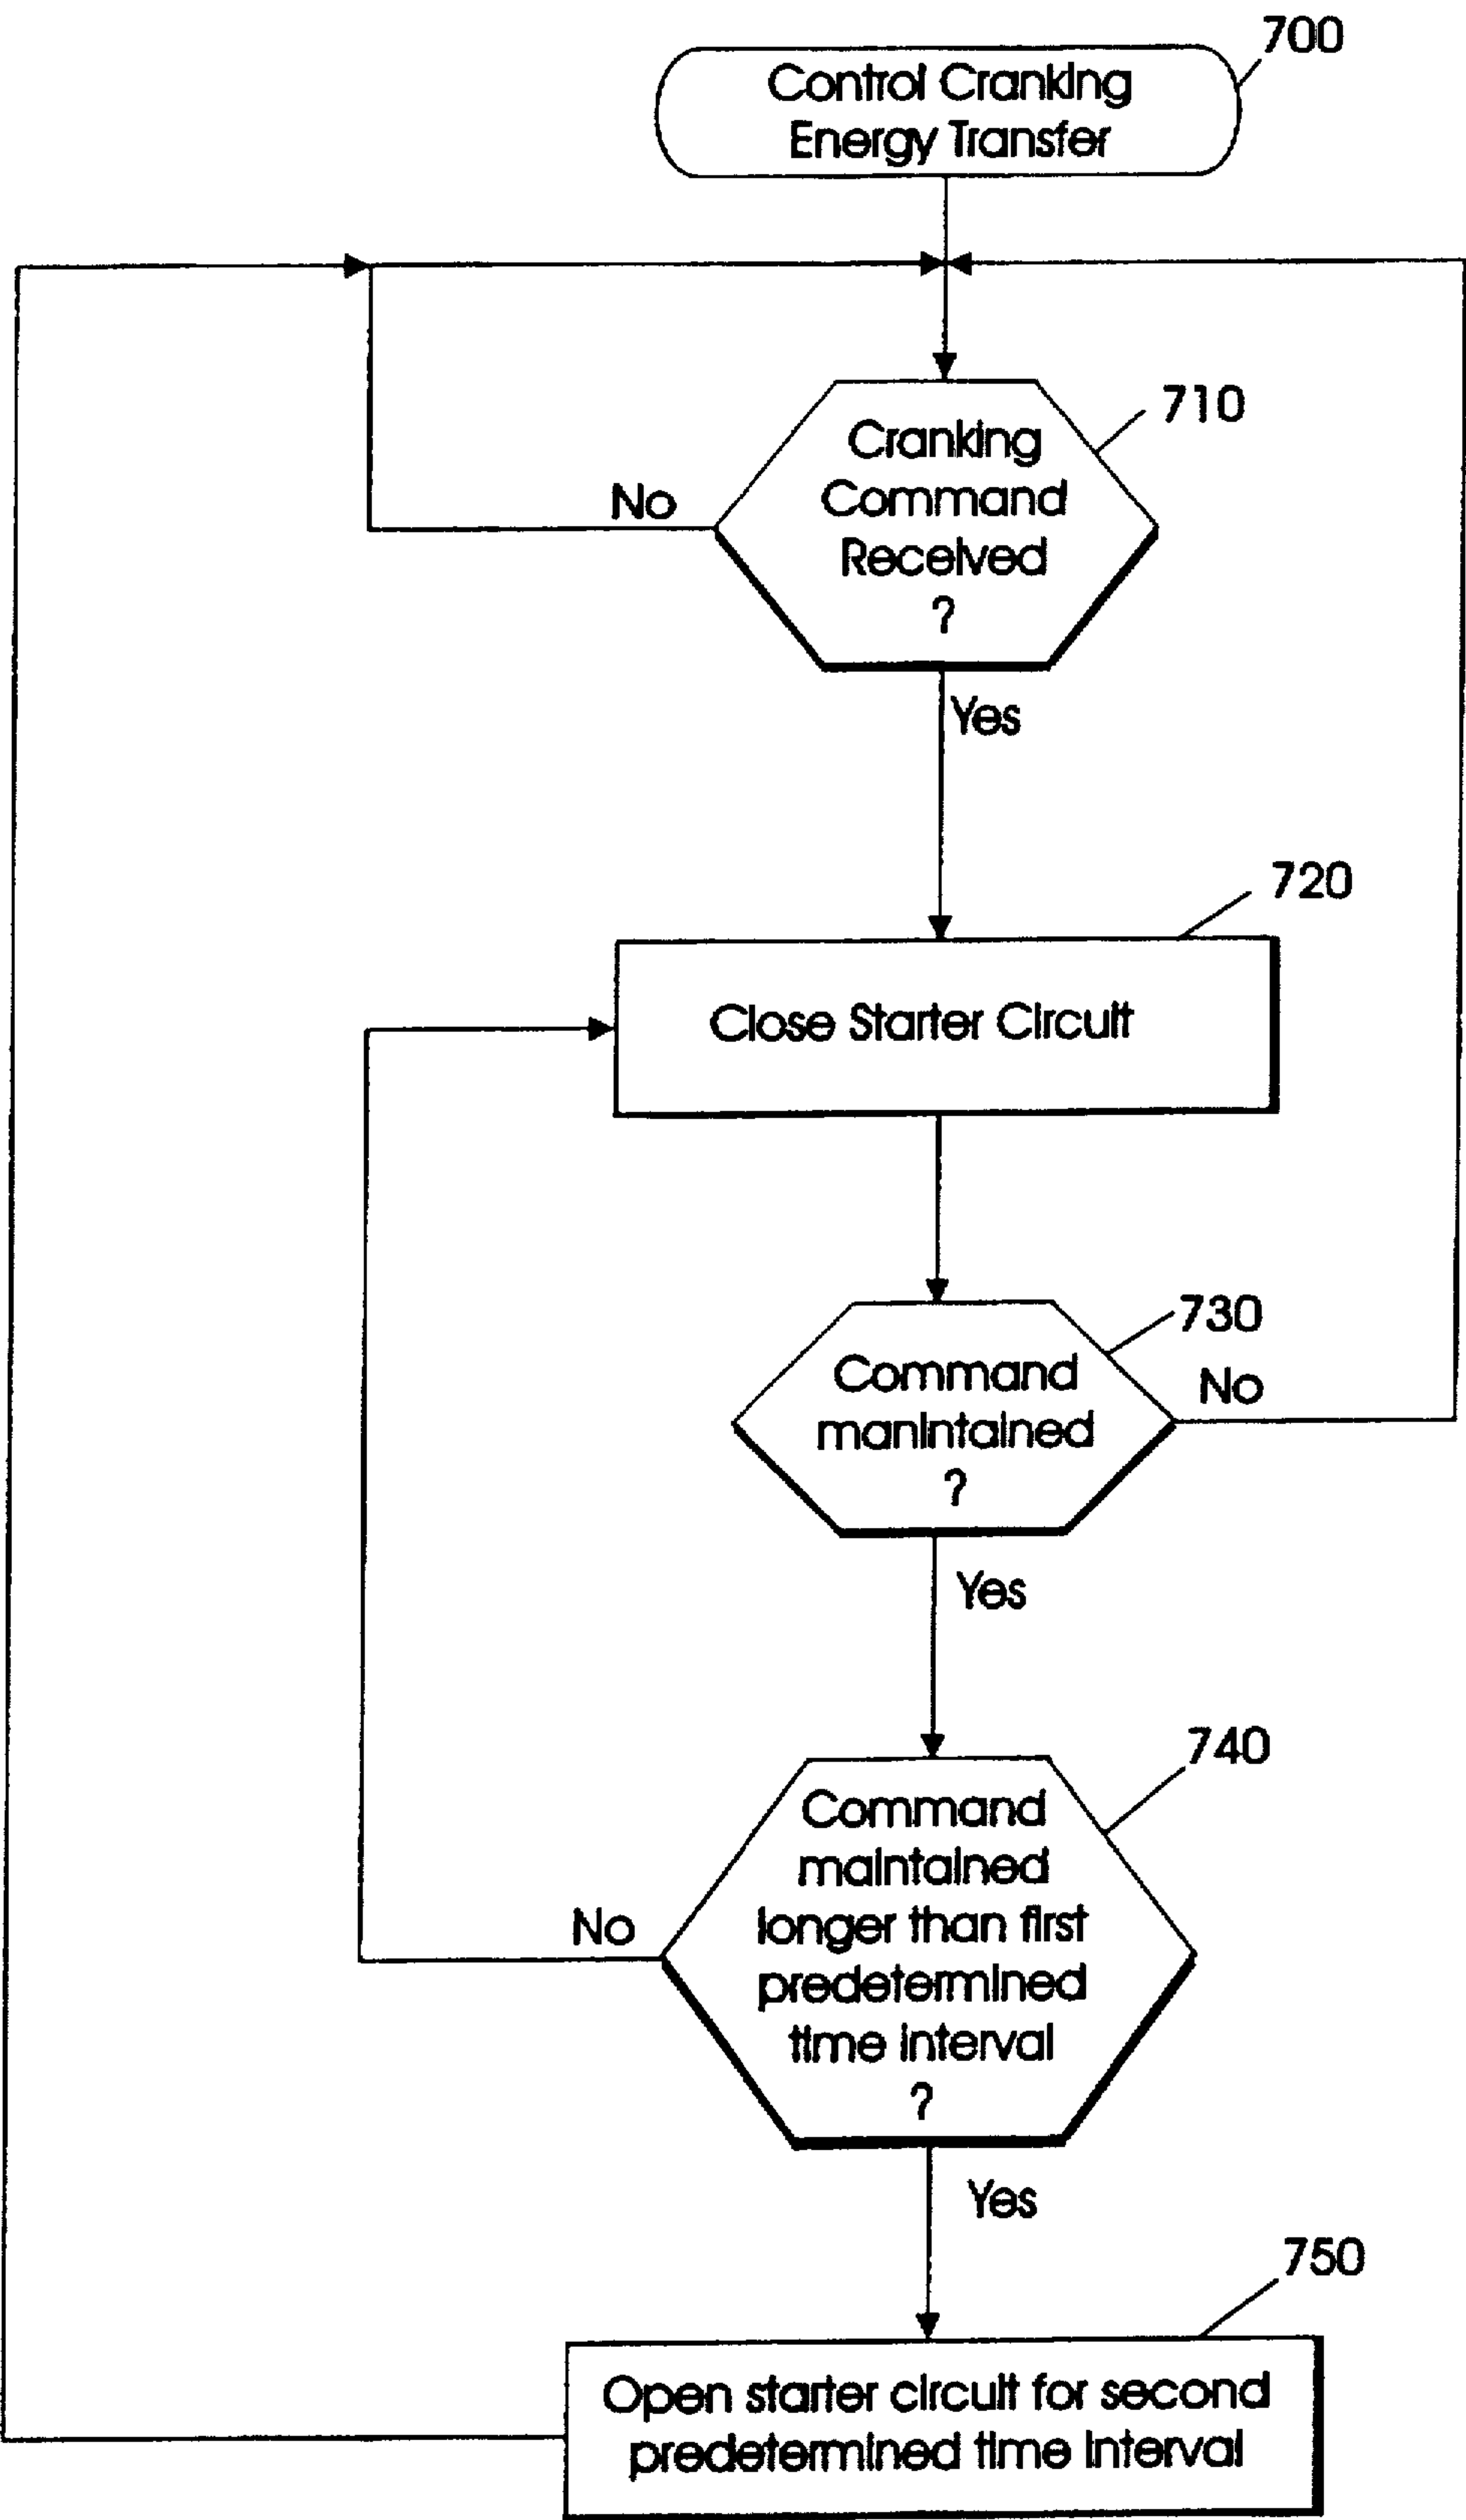 700
Control Cranking
Energy Transfer
710
Cranking
Command
Received
?
No
Yes
720
Close Starter Circuit
730
Command
manintained
?
No
Yes
740
Command
maintained
longer than first
predetermined
time interval
?
No
Yes
750
Open starter circuit for second
predetermined time interval